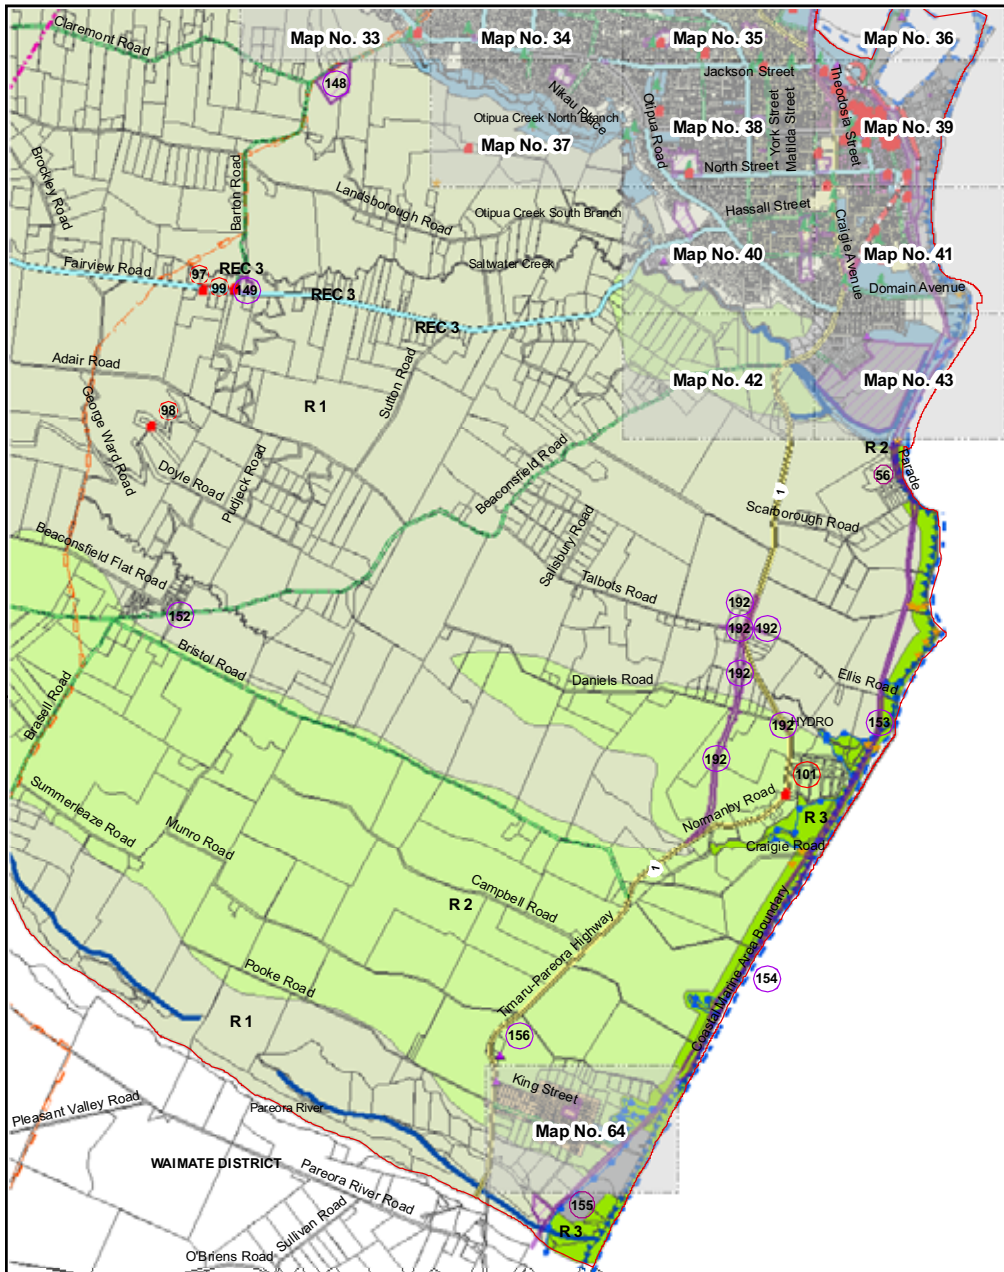 Claremont Road
Map No. 33
Map No. 34
Map No. 35
Map No. 36
148
Jackson Street
Theodosia Street
Nikau Place
Otipua Road
York Street
Matilda Street
Otipua Creek North Branch
Map No. 37
Map No. 38
Map No. 39
Brockley Road
Barton Road
North Street
Landsborough Road
Hassall Street
Otipua Creek South Branch
Craigie Avenue
Fairview Road
Saltwater Creek
Map No. 40
Map No. 41
97
REC 3
99
149
REC 3
Domain Avenue
REC 3
Adair Road
Sutton Road
Map No. 42
Map No. 43
George Ward Road
98
R 1
Pudjeck Road
Doyle Road
Beaconsfield Road
R 2
Parade
56
1
Scarborough Road
Salisbury Road
Beaconsfield Flat Road
Talbots Road
192
152
192
192
Bristol Road
192
Daniels Road
Ellis Road
Brasell Road
192
HYDRO
153
192
101
Summerleaze Road
Normanby Road
Munro Road
R 3
Craigie Road
1
Campbell Road
R 2
Coastal Marine Area Boundary
Timaru-Pareora Highway
Pooke Road
154
R 1
156
King Street
Pleasant Valley Road
Pareora River
Map No. 64
WAIMATE DISTRICT
Pareora River Road
155
Sullivan Road
R 3
O'Briens Road